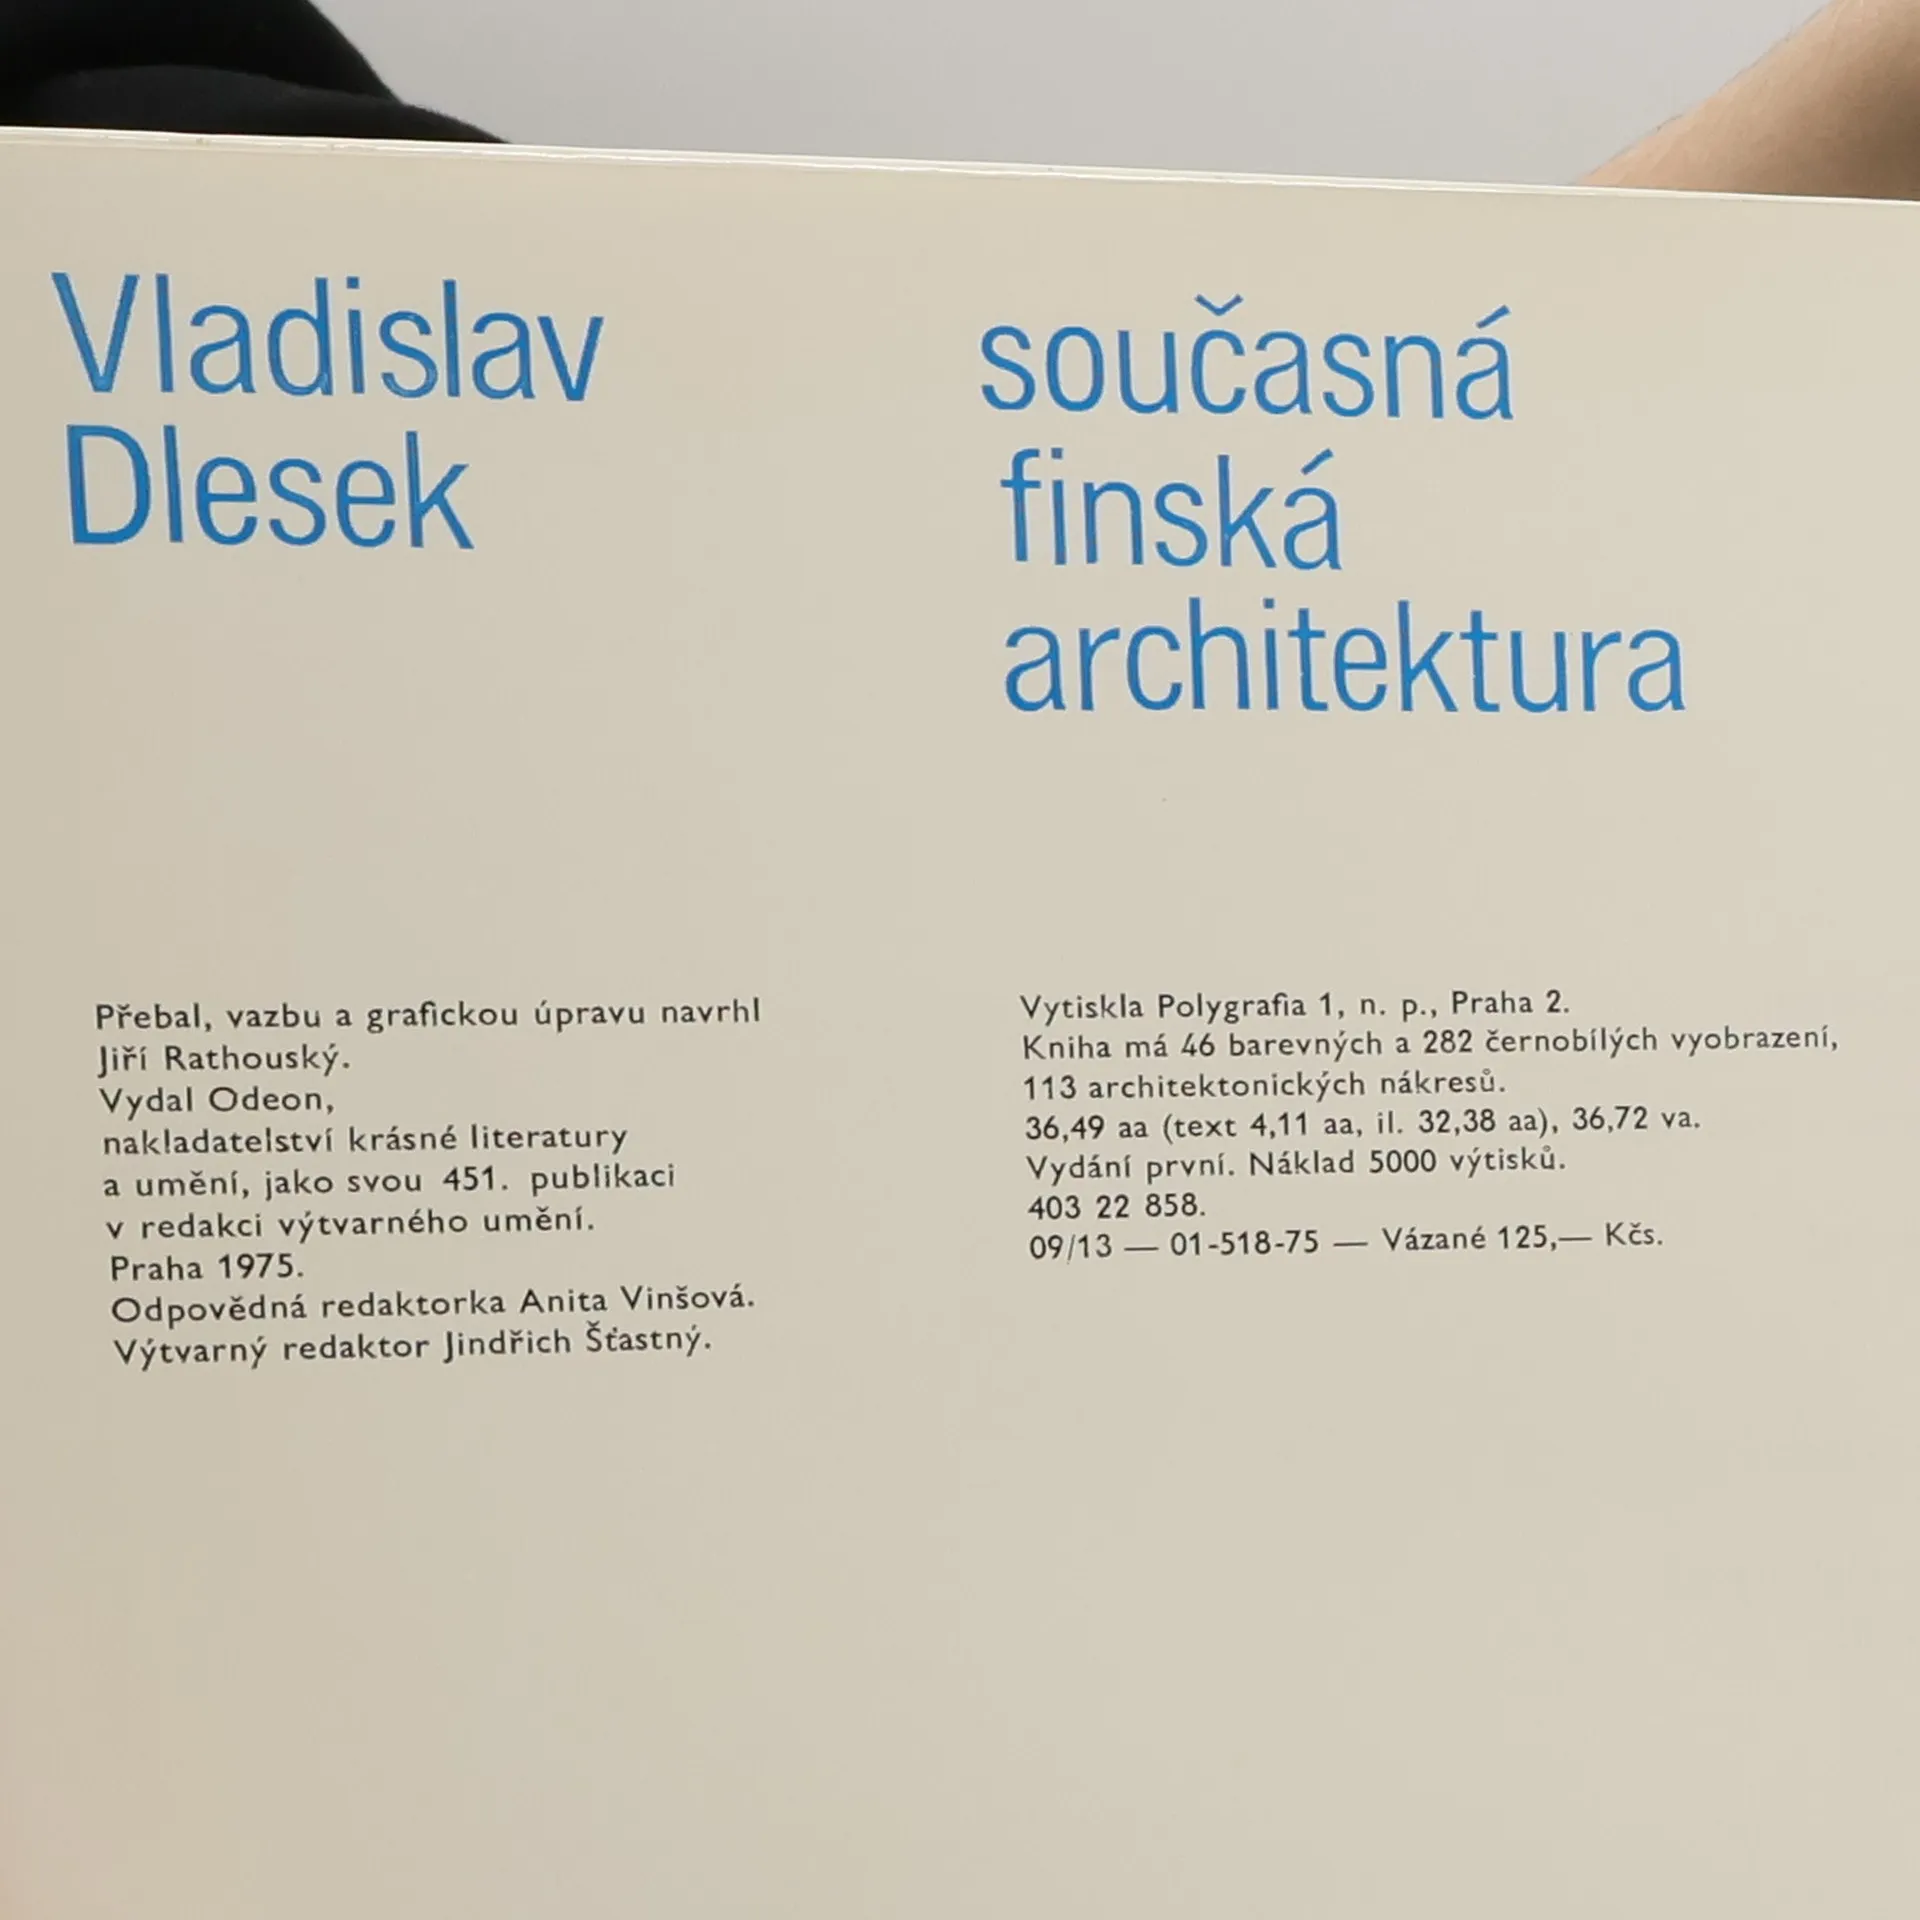 Vladislav
Dlesek
současná
finská
architektura
Přebal, vazbu a grafickou úpravu navrhl
Jiří Rathouský.
Vydal Odeon,
nakladatelství krásné literatury
a umění, jako svou 451. publikaci
v redakci výtvarného umění.
Praha 1975.
Odpovědná redaktorka Anita Vinšová.
Výtvarný redaktor Jindřich Šťastný.
Vytiskla Polygrafia 1, n. p., Praha 2.
Kniha má 46 barevných a 282 černobílých vyobrazení,
113 architektonických nákresů.
36,49 aa (text 4,11 aa, il. 32,38 aa), 36,72 va.
Vydání první. Náklad 5000 výtisků.
403 22 858.
09/13 — 01-518-75 — Vázané 125,— Kčs.